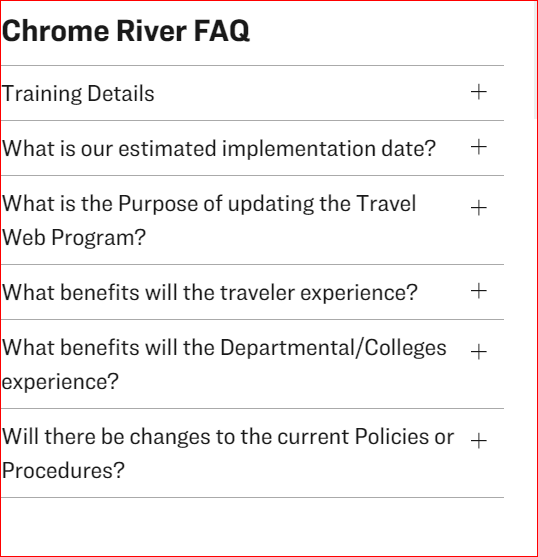 Chrome River FAQ
Training Details
What is our estimated implementation date?
What is the Purpose of updating the Travel
Web Program?
What benefits will the traveler experience?
What benefits will the Departmental/Colleges
experience?
Will there be changes to the current Policies or
Procedures?